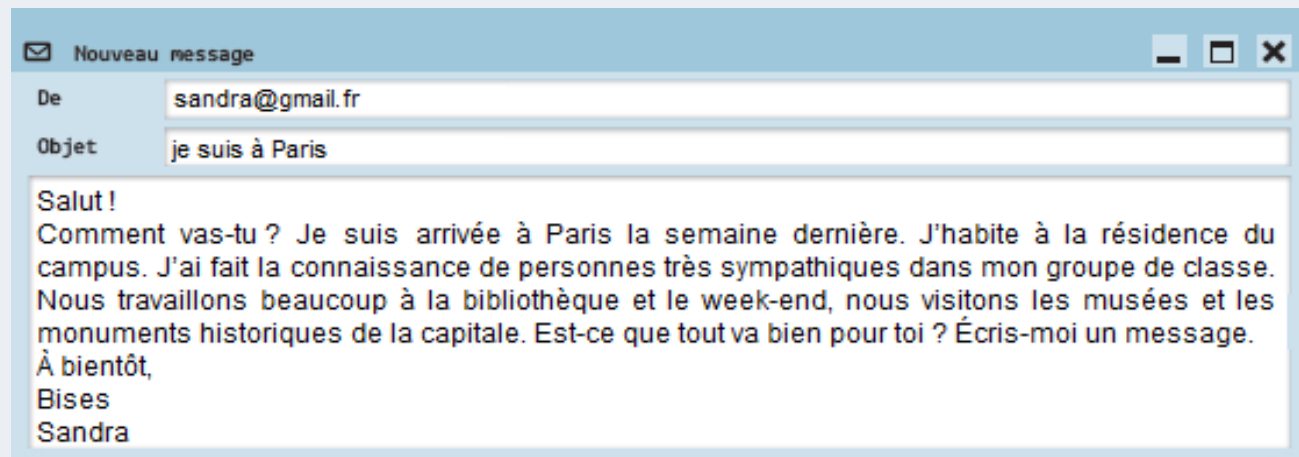 Nouveau message
De sandra@gmail.fr
Objet je suis à Paris
Salut !
Comment vas-tu ? Je suis arrivée à Paris la semaine dernière. J'habite à la résidence du
campus. J'ai fait la connaissance de personnes très sympathiques dans mon groupe de classe.
Nous travaillons beaucoup à la bibliothèque et le week-end, nous visitons les musées et les
monuments historiques de la capitale. Est-ce que tout va bien pour toi ? Écris-moi un message.
À bientôt,
Bises
Sandra